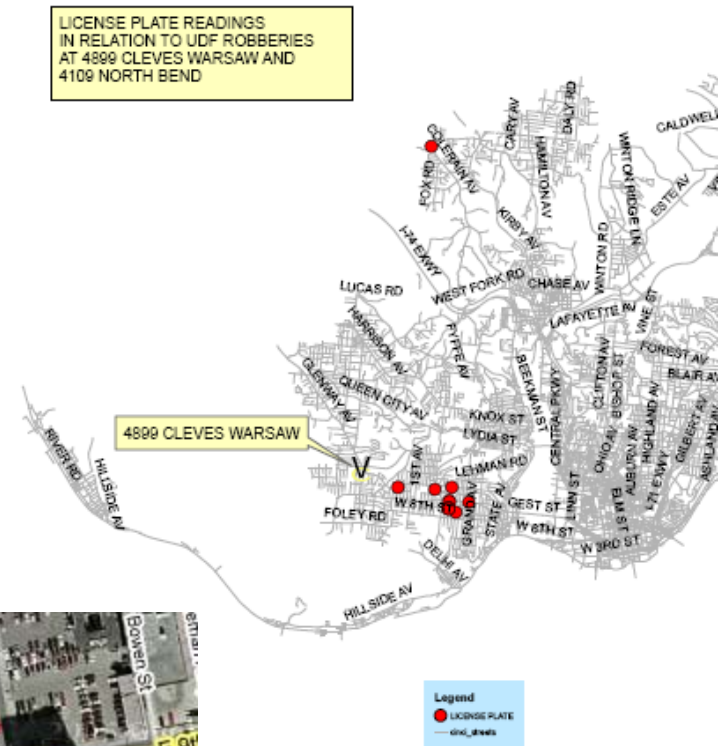 LICENSE PLATE READINGS
IN RELATION TO UDF ROBBERIES
AT 4899 CLEVES WARSAW AND
4109 NORTH BEND
COLERAIN AV
FOX RD
CARY AV
HAMILTON AV
DALY RD
CALDWELL
WINTON RIDGE LN
ESTE AV
KIRBY AV
WINTON RD
I-74 EXWY
WEST FORK RD
CHASE AV
LUCAS RD
LAFAYETTE AV
VINE ST
HARRISON AV
FYFFE AV
FOREST AV
BLAIR AV
GLENWAY AV
QUEEN CITY AV
BEEKMAN ST
CENTRAL PKWY
CLIFTON AV
BISHOP ST
HIGHLAND AV
GILBERT AV
ASHLAND AV
KNOX ST
LYDIA ST
OHIO AV
AUBURN AV
I-71 EXWY
4899 CLEVES WARSAW
V
1ST AV
LEHMAN RD
RIVER RD
HILLSIDE AV
W 8TH ST
GRAND AV
STATE AV
GEST ST
LINN ST
ELM ST
FOLEY RD
W 6TH ST
W 3RD ST
DELHI AV
HILLSIDE AV
Bowen St
Legend
LICENSE PLATE
cinci_streets